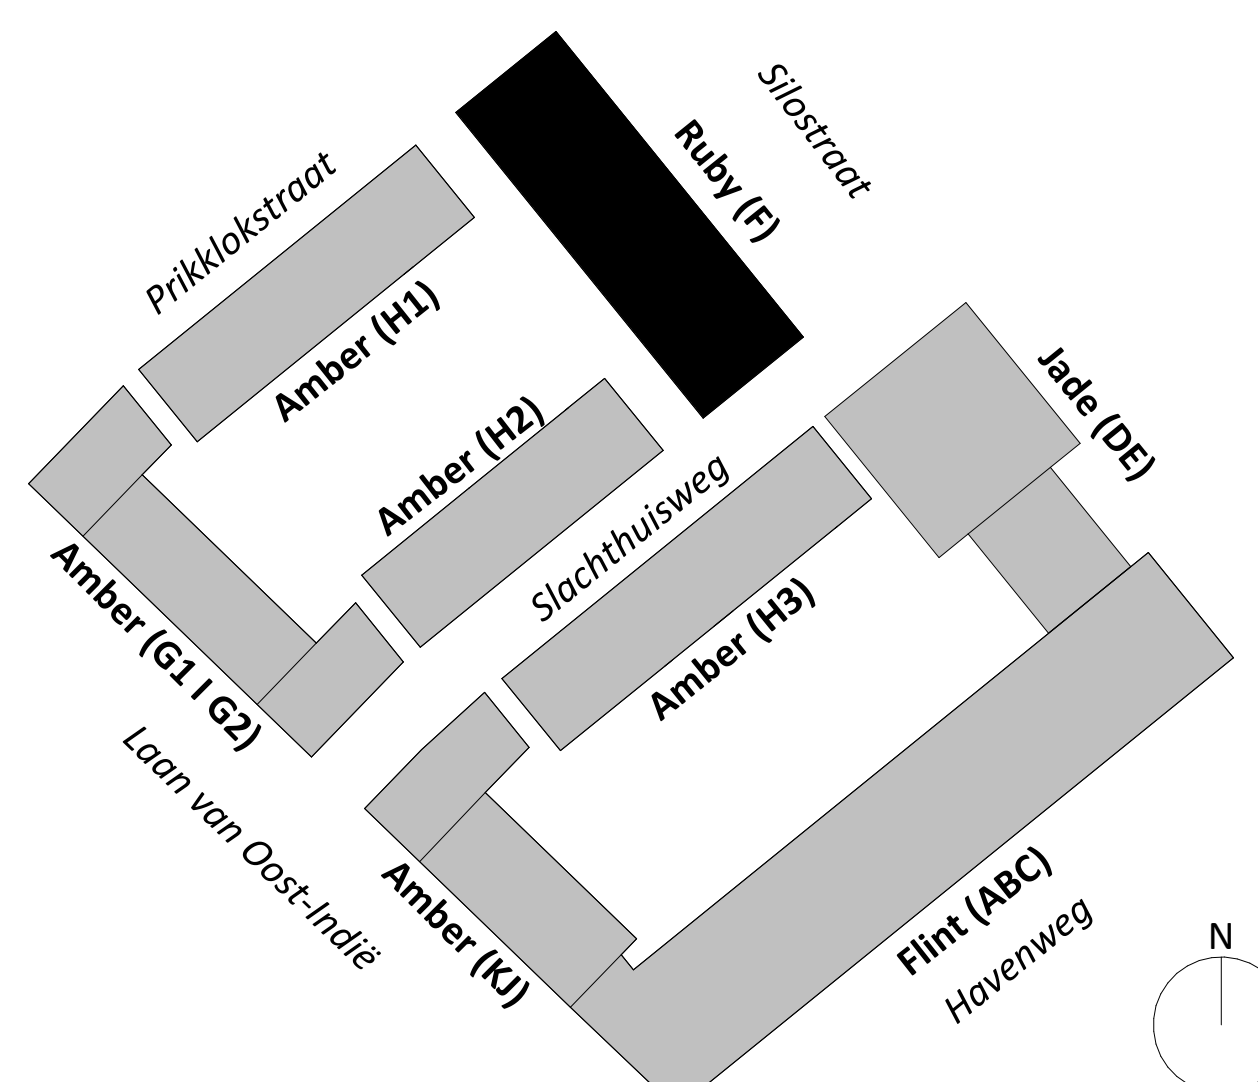 Silostraat
Ruby (F)
Prikklokstraat
Amber (H1)
Jade (DE)
Amber (H2)
Slachthuisweg
Amber (H3)
Amber (G1 I G2)
Laan van Oost-Indië
Amber (KJ)
Flint (ABC)
Havenweg
N